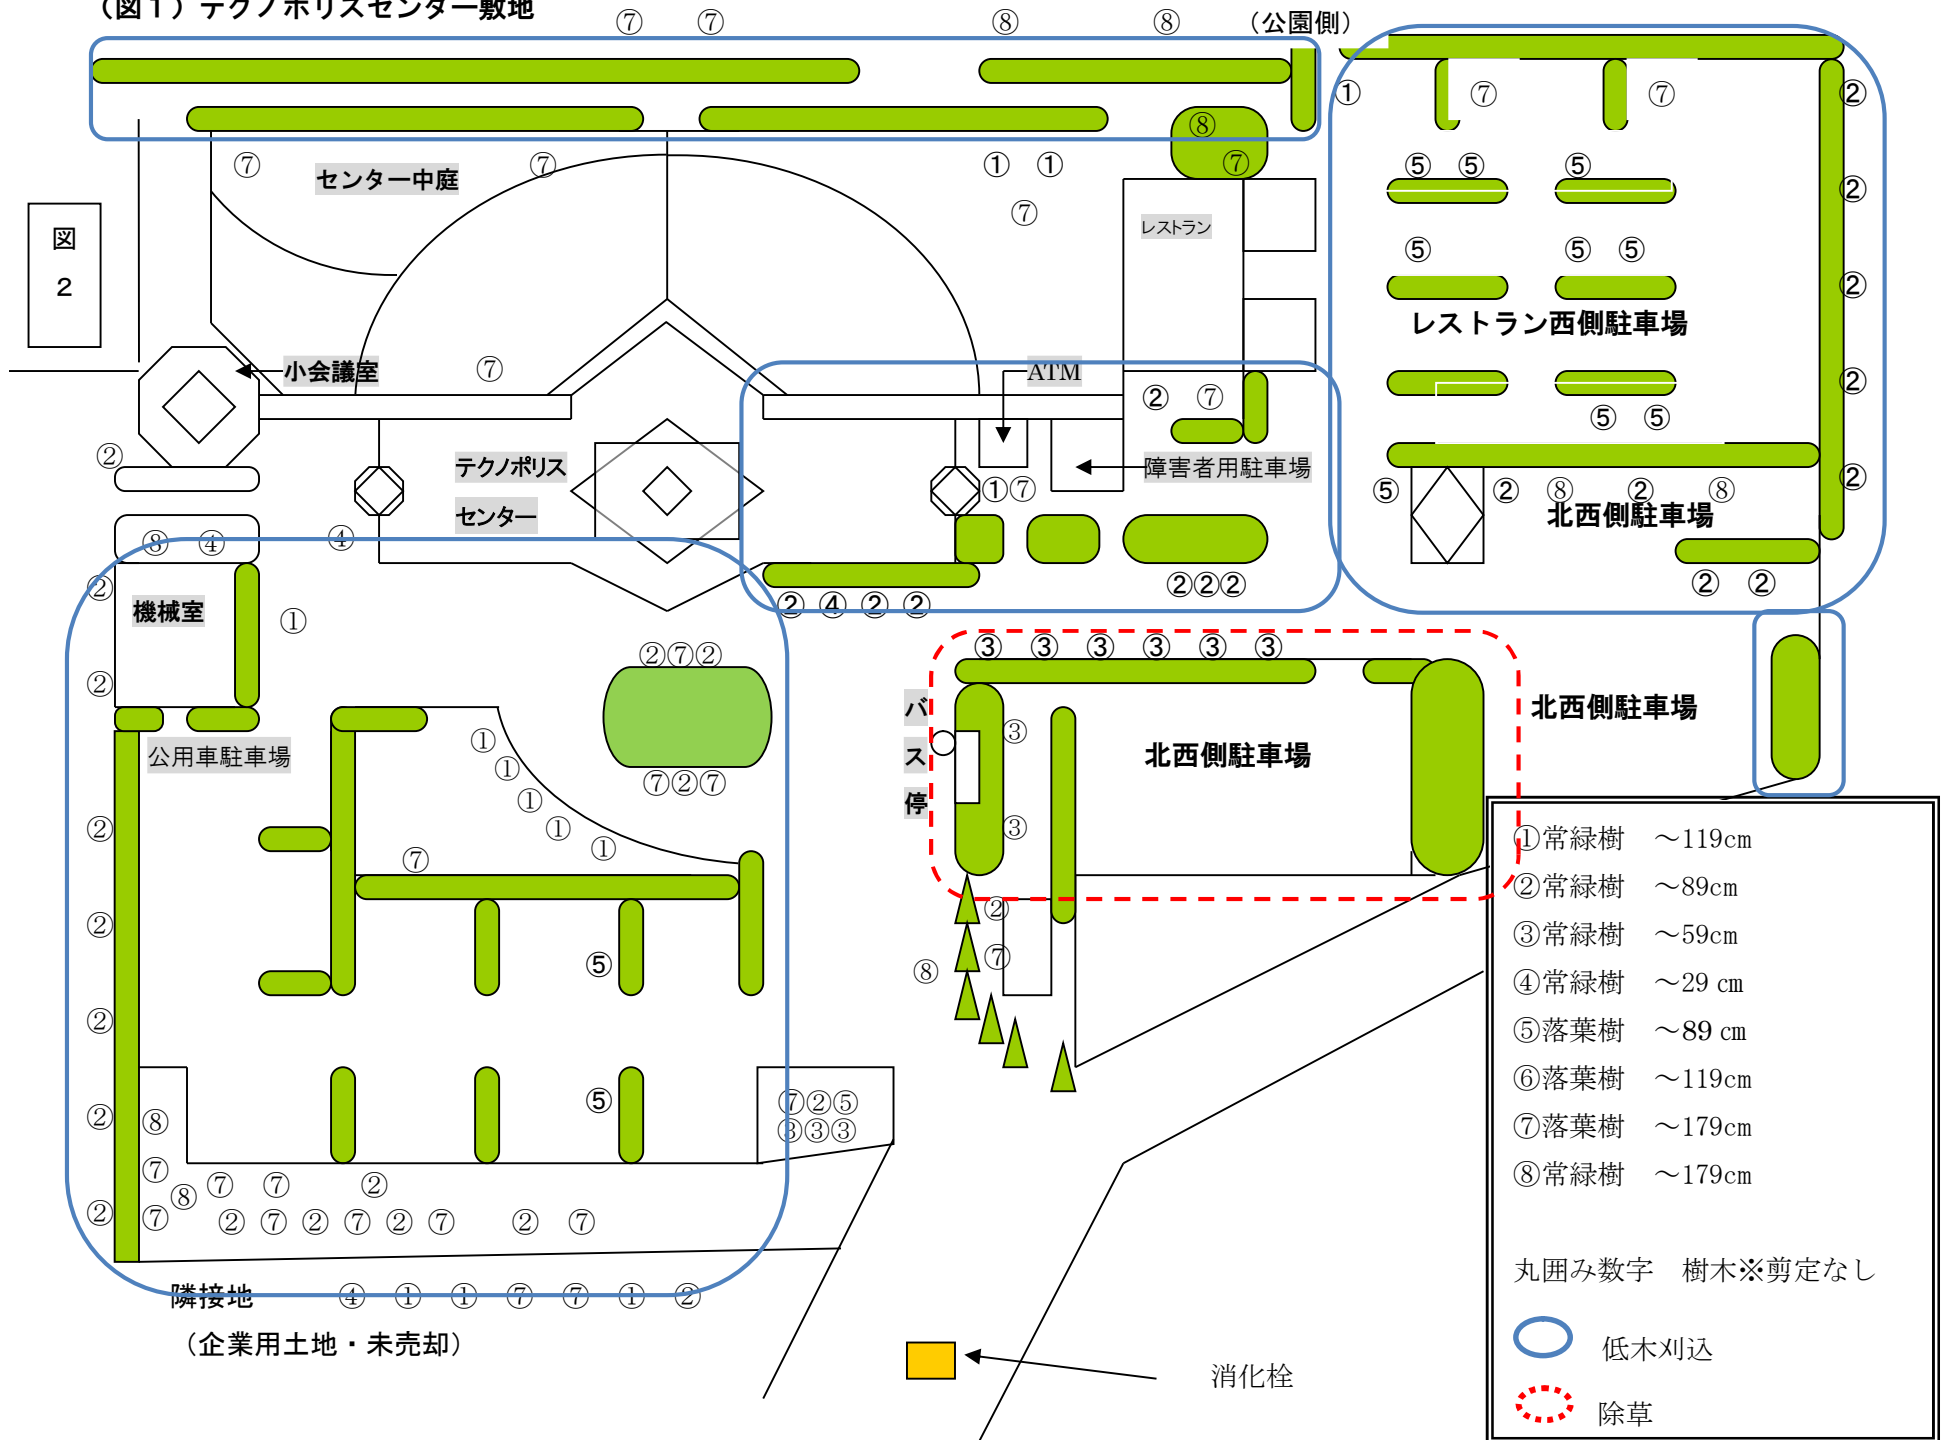 (図1）テクノポリスセンター敷地
⑦ ⑦ ⑧ ⑧ （公園側）
① ⑦ ⑦ ②
⑧
⑦ センター中庭 ⑦ ① ① ⑦ ⑤ ⑤ ⑤
②
⑦ レストラン
図
２
⑤ ⑤ ⑤
②
レストラン西側駐車場
小会議室 ⑦ ATM ②
② ⑦ ⑤ ⑤
② テクノポリス 障害者用駐車場
②
①⑦ ⑤ ② ⑧ ② ⑧
センター 北西側駐車場
⑧ ④ ④
② ②②② ② ②
機械室 ② ④ ② ②
①
②⑦② ③ ③ ③ ③ ③ ③
②
バ 北西側駐車場
③
公用車駐車場 ① ス 北西側駐車場
①
⑦②⑦
① 停
② ① ③ ①常緑樹　～119cm
①
⑦ ②常緑樹　～89cm
②
② ③常緑樹　～59cm
⑤ ⑧ ⑦
④常緑樹　～29 cm
② ⑤落葉樹　～89 cm
⑥落葉樹　～119cm
⑤ ⑦②⑤
② ⑧ ③③③ ⑦落葉樹　～179cm
⑦ ⑧常緑樹　～179cm
⑧ ⑦ ⑦ ②
② ⑦ ② ⑦ ② ⑦ ② ⑦ ② ⑦
丸囲み数字　樹木※剪定なし
隣接地 ④ ① ① ⑦ ⑦ ① ②
（企業用土地・未売却）
低木刈込
消化栓
除草